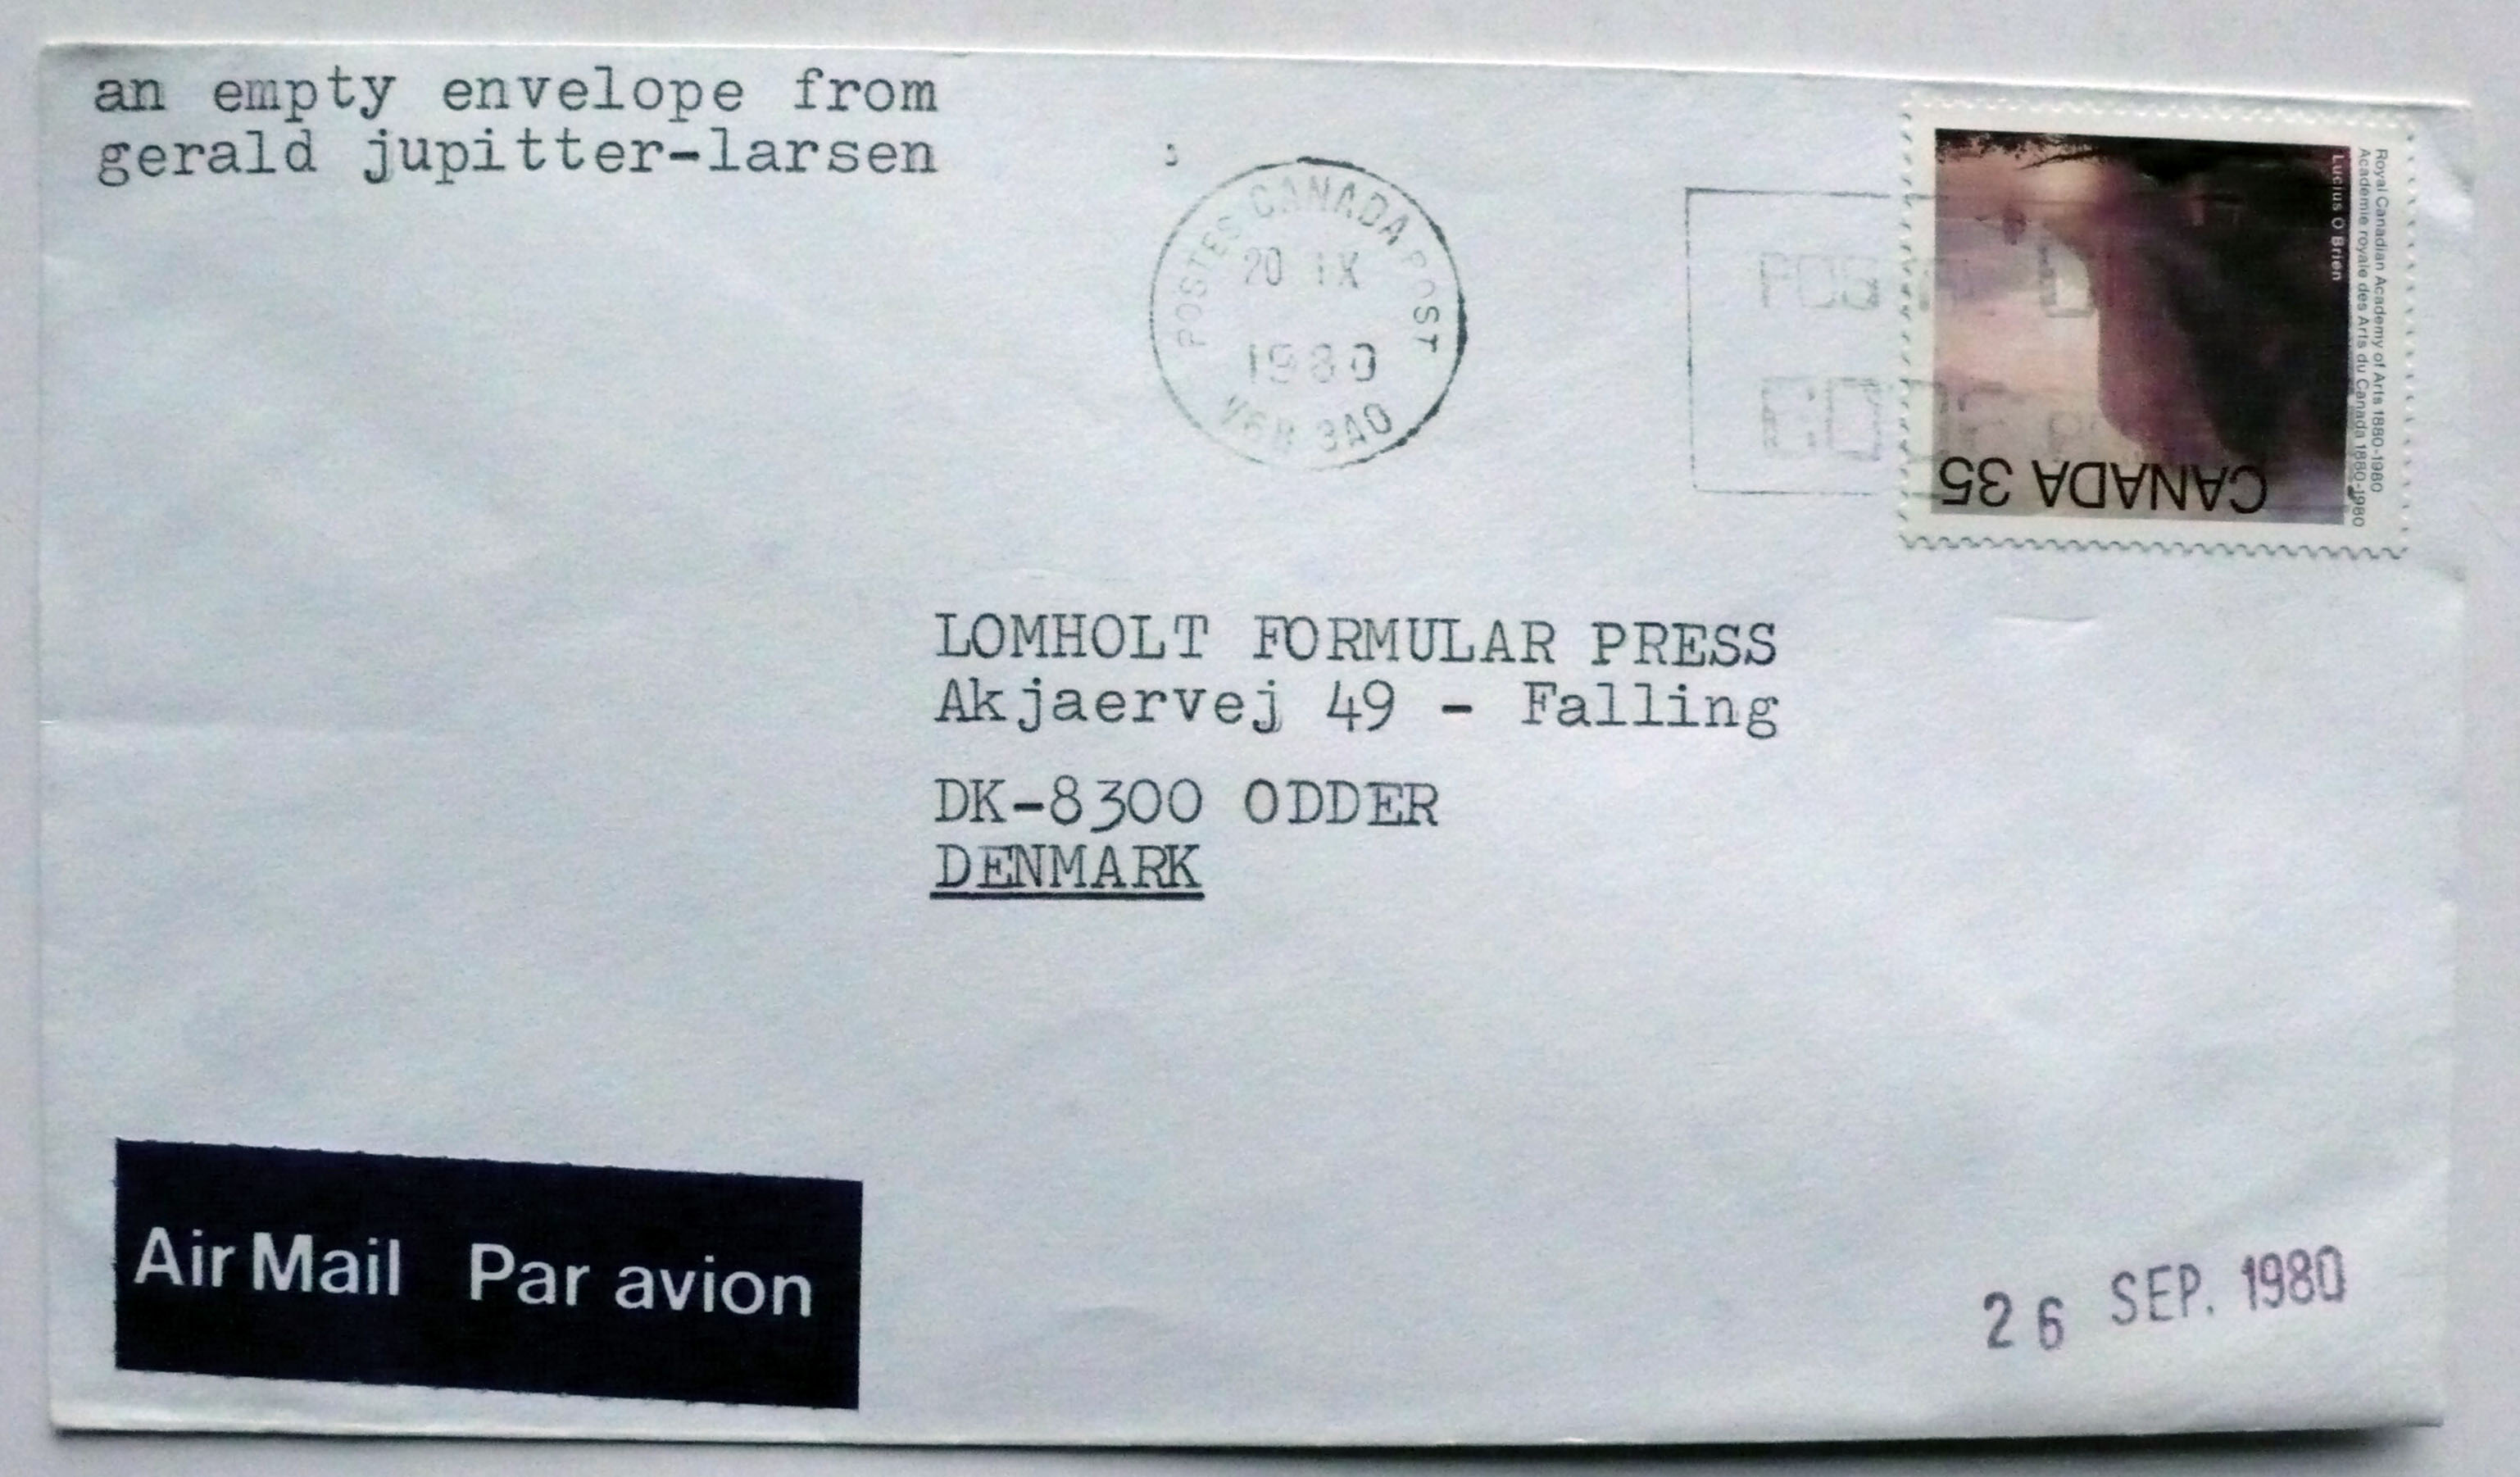 an empty envelope from
gerald jupitter-larsen
POSTES CANADA POST
20 IX
1980
3A0
CANADA 35
Lucius O'Brien
Royal Canadian Academy of Arts 1880-1980
Académie royale des Arts du Canada 1880-1980
LOMHOLT FORMULAR PRESS
Akjaervej 49 - Falling
DK-8300 ODDER
DENMARK
Air Mail Par avion
26 SEP. 1980